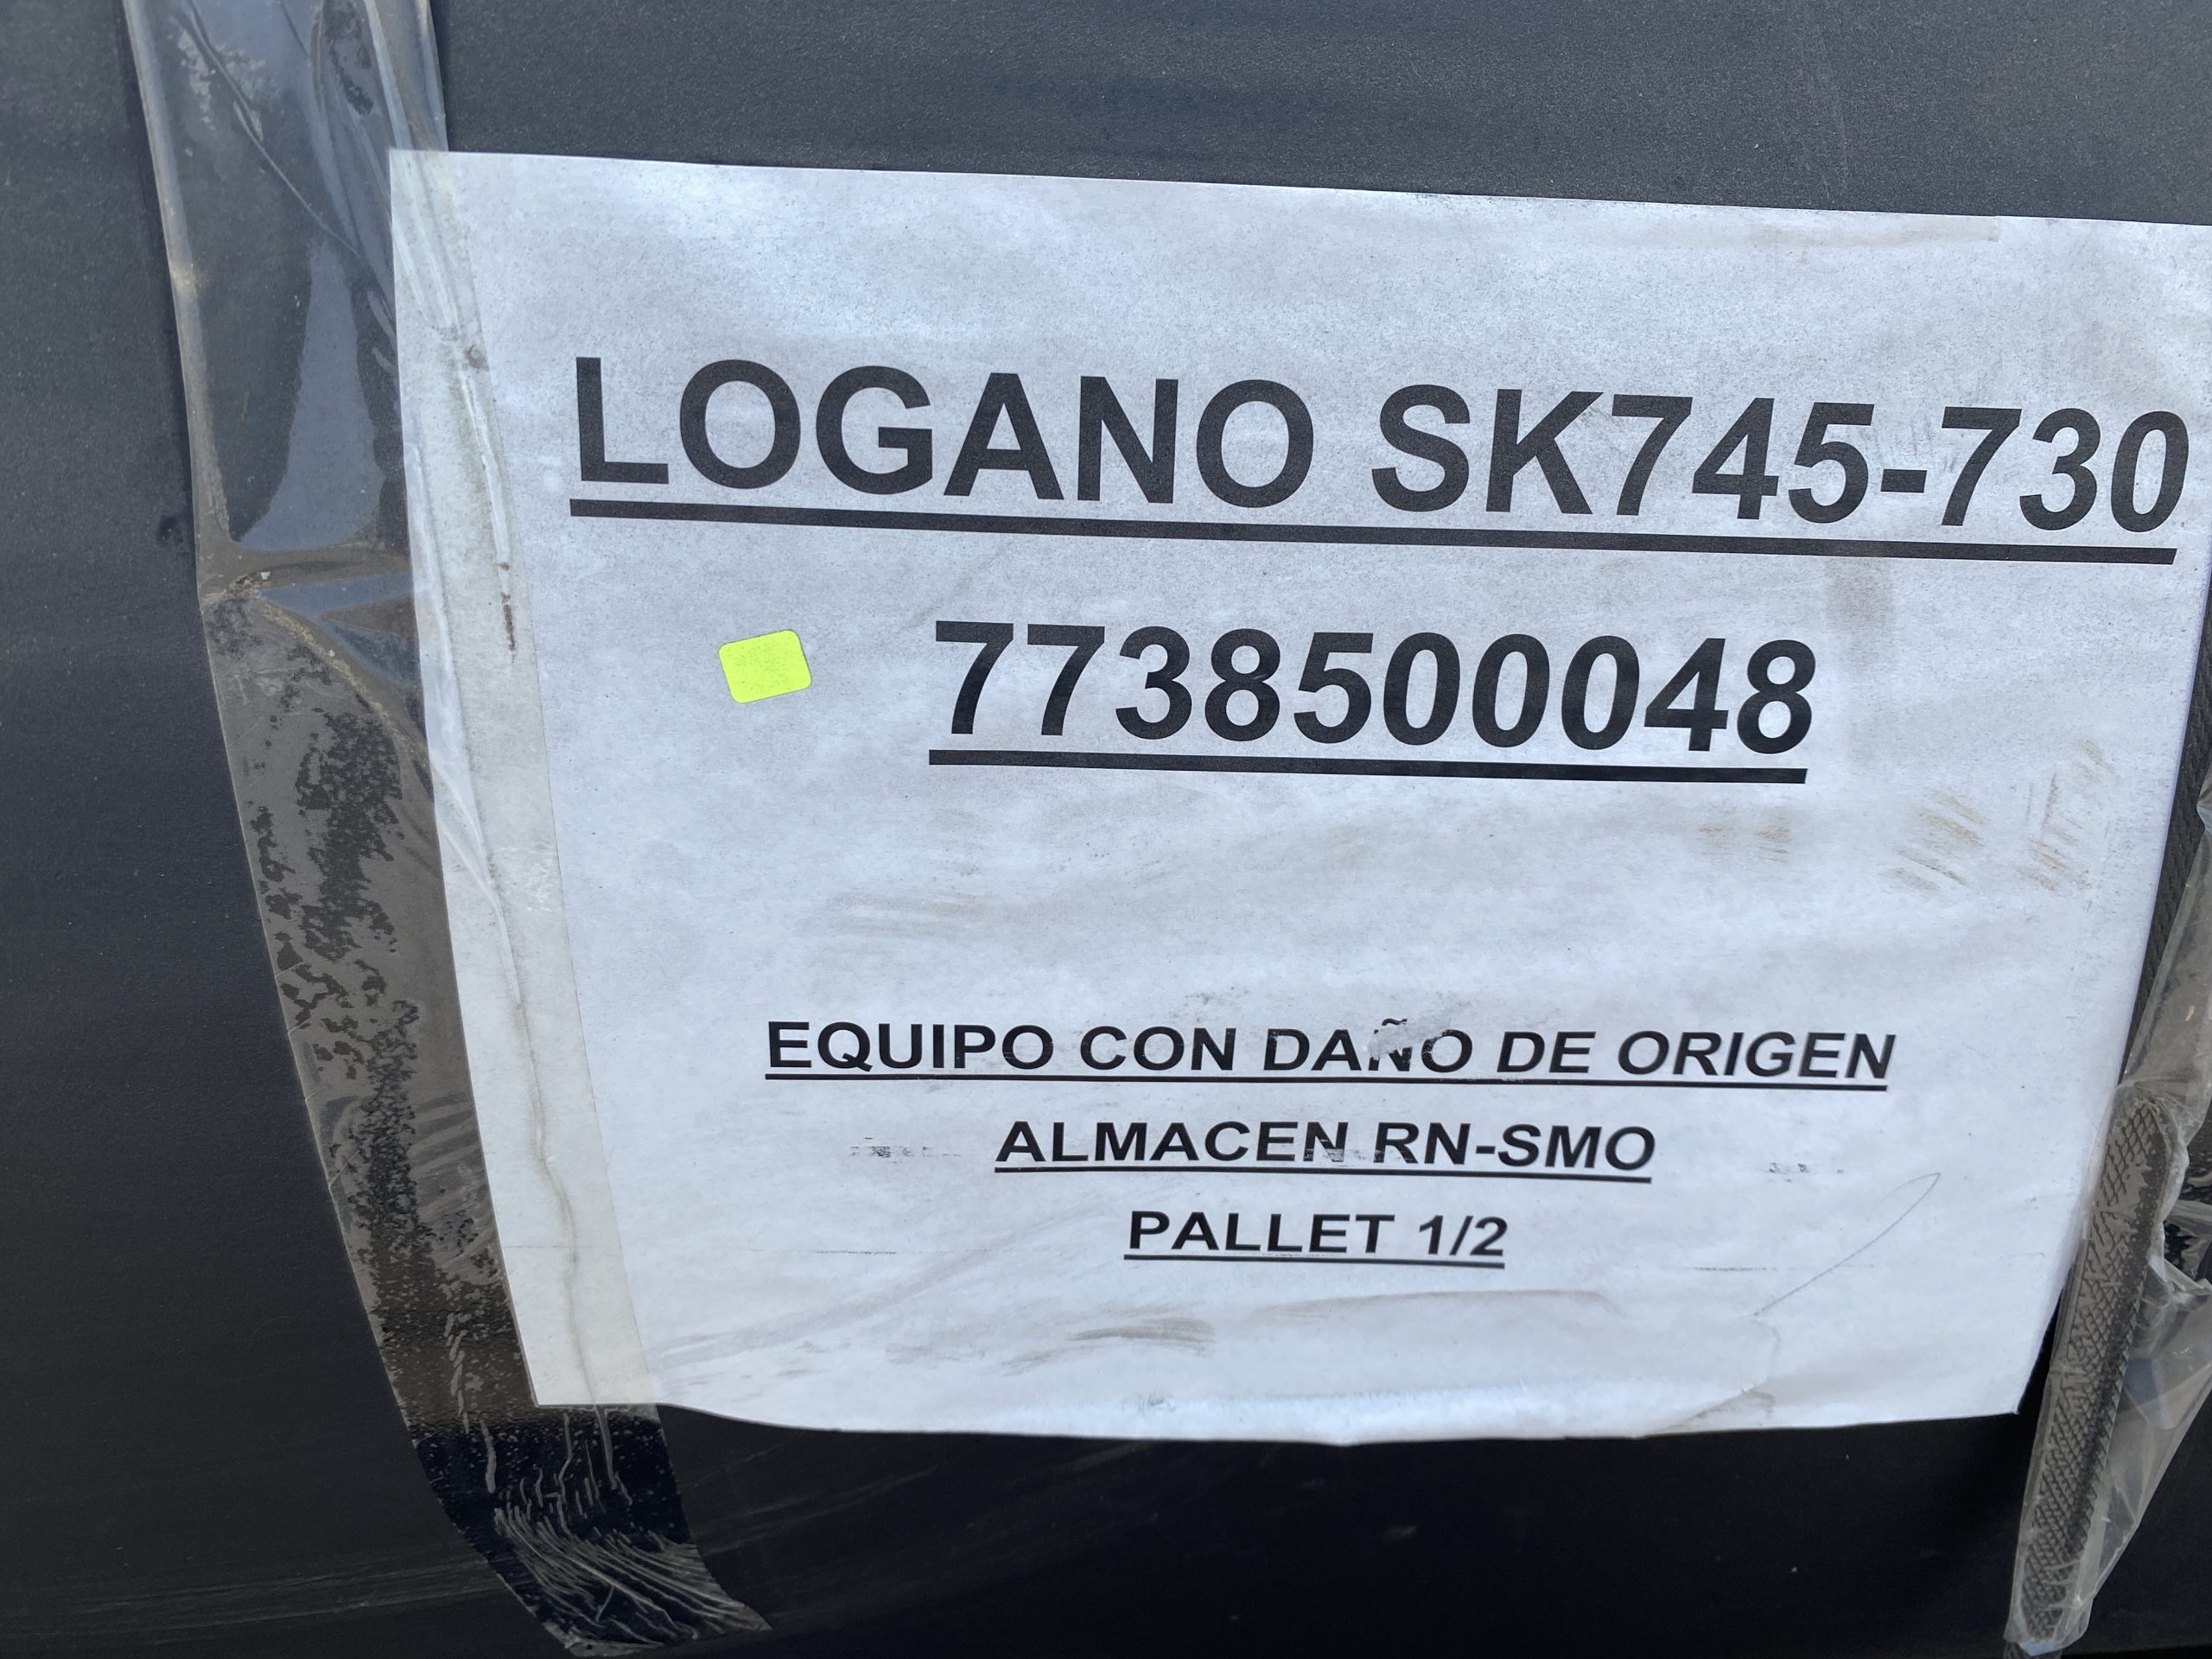 LOGANO SK745-730
7738500048
EQUIPO CON DAÑO DE ORIGEN
ALMACEN RN-SMO
PALLET 1/2